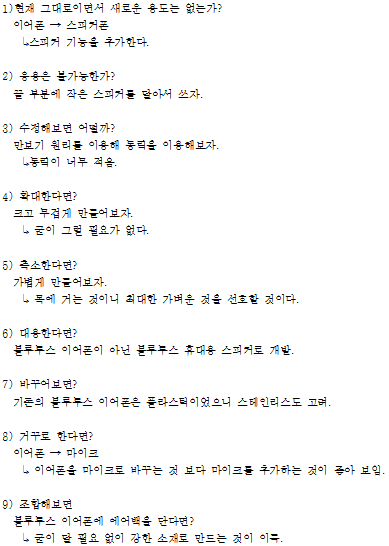 1)현재 그대로이면서 새로운 용도는 없는가?
이어폰 → 스피커폰
↳스피커 기능을 추가한다.
2) 응용은 불가능한가?
끝 부분에 작은 스피커를 달아서 쓰자.
3) 수정해보면 어떨까?
만보기 원리를 이용해 동력을 이용해보자.
↳동력이 너무 적음.
4) 확대한다면?
크고 두껍게 만들어보자.
↳ 굳이 그럴 필요가 없다.
5) 축소한다면?
가볍게 만들어보자.
↳ 목에 거는 것이니 최대한 가벼운 것을 선호할 것이다.
6) 대용한다면?
블루투스 이어폰이 아닌 블루투스 휴대용 스피커로 개발.
7) 바꾸어보면?
기존의 블루투스 이어폰은 플라스틱이었으니 스테인리스도 고려.
8) 거꾸로 한다면?
이어폰 → 마이크
↳ 이어폰을 마이크로 바꾸는 것 보다 마이크를 추가하는 것이 좋아 보임.
9) 조합해보면
블루투스 이어폰에 에어백을 단다면?
↳ 굳이 달 필요 없이 강한 소재로 만드는 것이 이득.